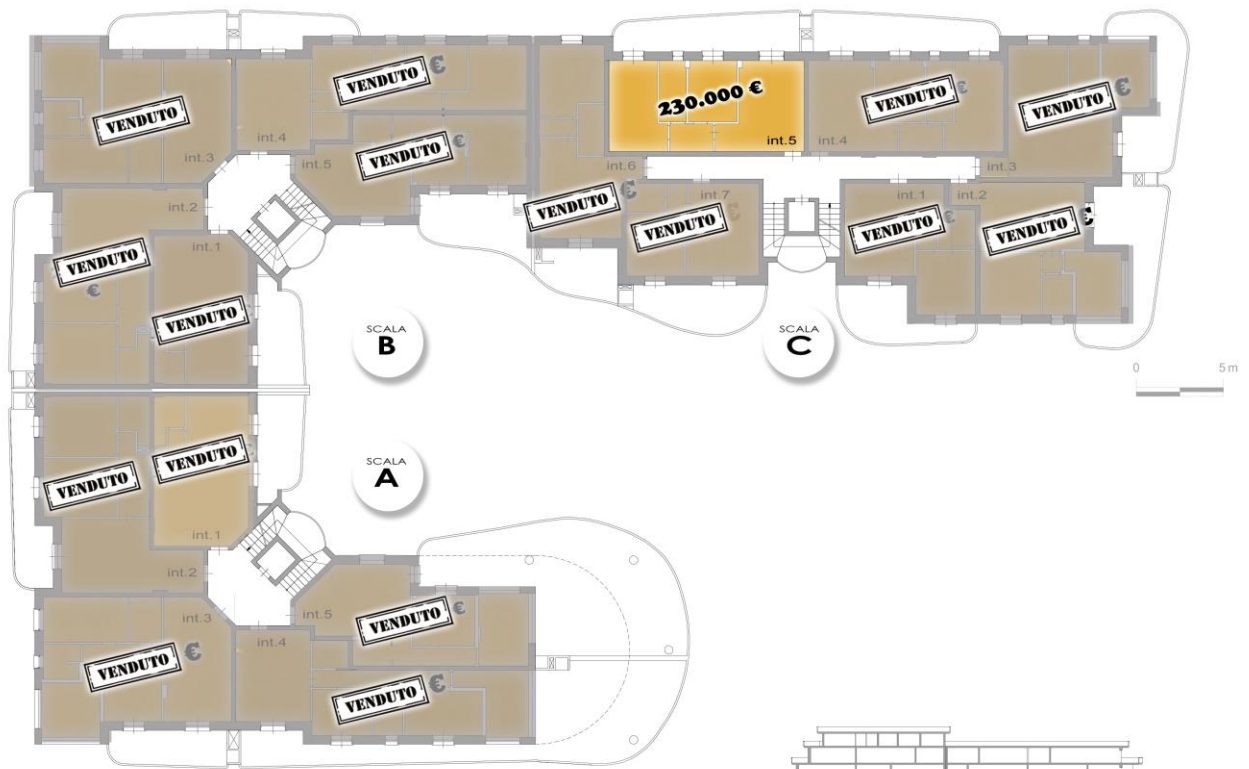 VENDUTO €
VENDUTO
int.4
int.3
VENDUTO
int.5
int.2
int.1
VENDUTO
€
VENDUTO
230.000 €
int.5
VENDUTO €
int.4
VENDUTO €
int.3
int.6
VENDUTO €
int.7
VENDUTO
int.1
VENDUTO €
int.2
VENDUTO €
SCALA
B
SCALA
C
0 5 m
VENDUTO
VENDUTO
int.1
int.2
SCALA
A
int.3
VENDUTO €
int.4
int.5
VENDUTO €
VENDUTO €